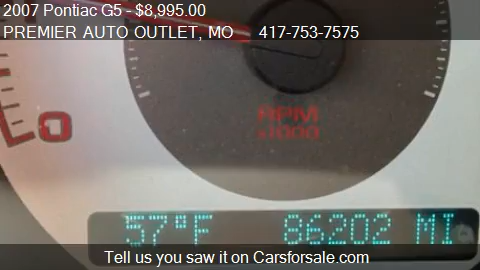 2007 Pontiac G5 - $8,995.00
PREMIER AUTO OUTLET, MO 417-753-7575
RPM
x1000
0
57°F 86202 MI
Tell us you saw it on Carsforsale.com